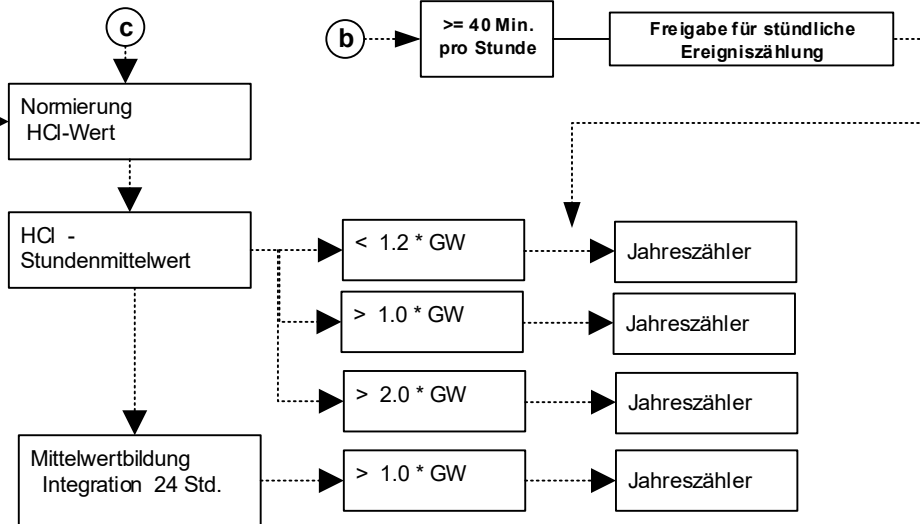 c
b
>= 40 Min.
pro Stunde
Freigabe für stündliche
Ereigniszählung
Normierung
HCl-Wert
HCl -
Stundenmittelwert
< 1.2 * GW
Jahreszähler
> 1.0 * GW
Jahreszähler
> 2.0 * GW
Jahreszähler
Mittelwertbildung
Integration 24 Std.
> 1.0 * GW
Jahreszähler